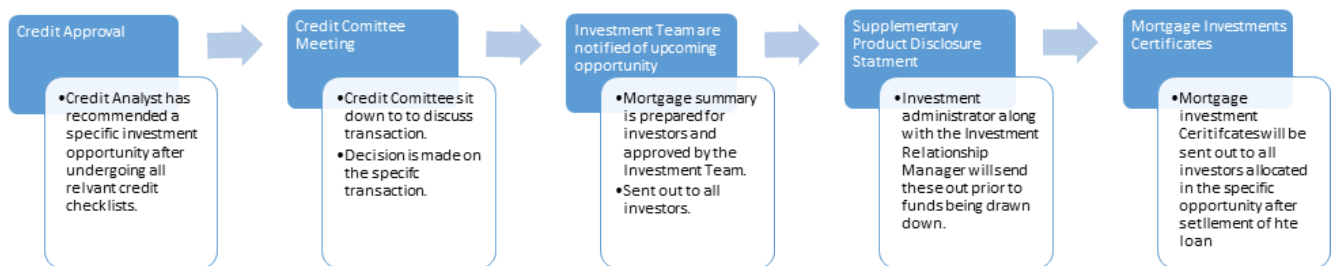 Credit Approval
•Credit Analyst has
recommended a
specific investment
opportunity after
undergoing all
relvant credit
checklists.
Credit Comittee
Meeting
•Credit Comittee sit
down to to discuss
transaction.
•Decision is made on
the specifc
transaction.
Investment Team are
notified of upcoming
opportunity
•Mortgage summary
is prepared for
investors and
approved by the
Investment Team.
•Sent out to all
investors.
Supplementary
Product Disclosure
Statment
•Investment
administrator along
with the Investment
Relationship
Manager will send
these out prior to
funds being drawn
down.
Mortgage Investments
Certificates
•Mortgage
investment
Ceritifcates will be
sent out to all
investors allocated
in the specific
opportunity after
setllement of hte
loan